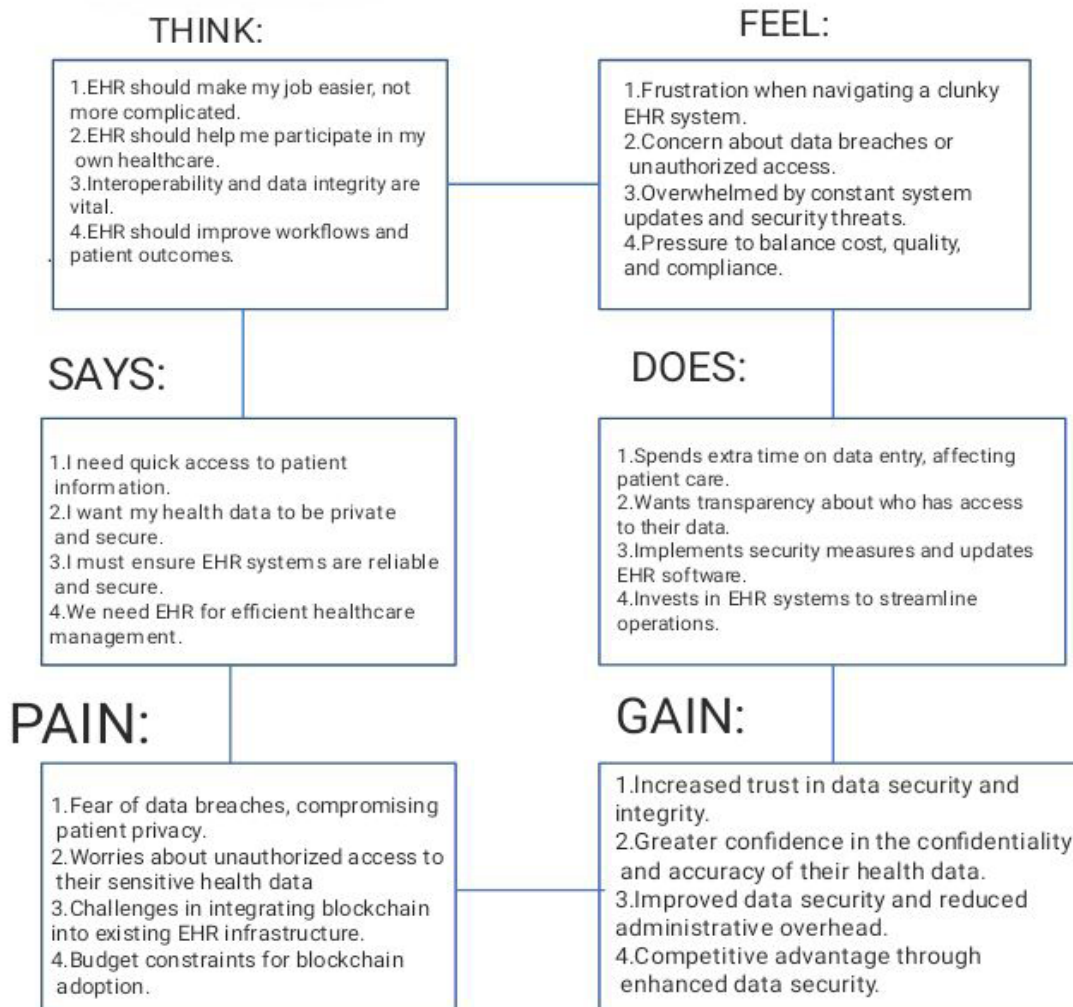 THINK:
1.EHR should make my job easier, not
more complicated.
2.EHR should help me participate in my
own healthcare.
3.Interoperability and data integrity are
vital.
4.EHR should improve workflows and
patient outcomes.
FEEL:
1.Frustration when navigating a clunky
EHR system.
2.Concern about data breaches or
unauthorized access.
3.Overwhelmed by constant system
updates and security threats.
4.Pressure to balance cost, quality,
and compliance.
SAYS:
1.I need quick access to patient
information.
2.I want my health data to be private
and secure.
3.I must ensure EHR systems are reliable
and secure.
4.We need EHR for efficient healthcare
management.
DOES:
1.Spends extra time on data entry, affecting
patient care.
2.Wants transparency about who has access
to their data.
3.Implements security measures and updates
EHR software.
4.Invests in EHR systems to streamline
operations.
PAIN:
1.Fear of data breaches, compromising
patient privacy.
2.Worries about unauthorized access to
their sensitive health data
3.Challenges in integrating blockchain
into existing EHR infrastructure.
4.Budget constraints for blockchain
adoption.
GAIN:
1.Increased trust in data security and
integrity.
2.Greater confidence in the confidentiality
and accuracy of their health data.
3.Improved data security and reduced
administrative overhead.
4.Competitive advantage through
enhanced data security.